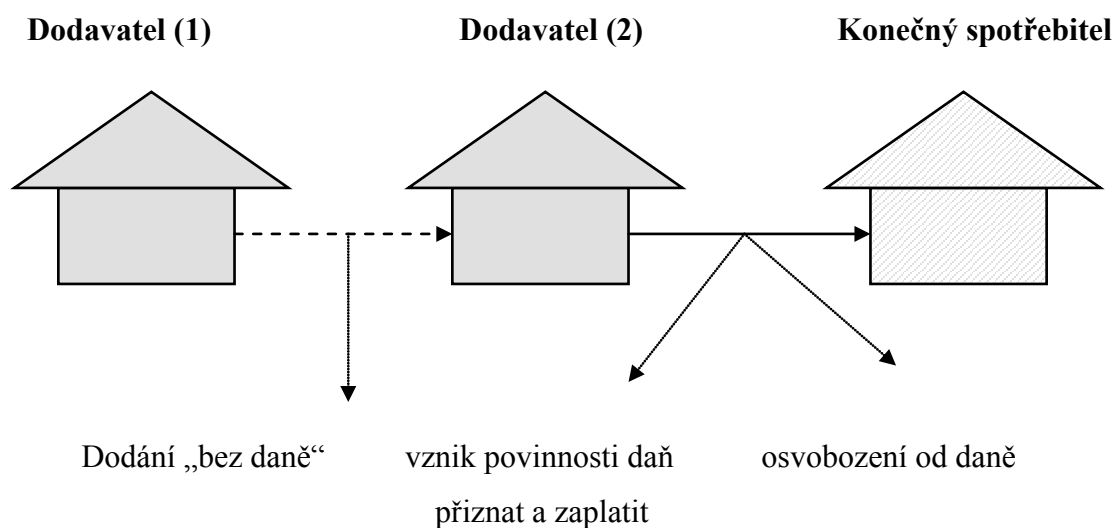 Dodavatel (1) Dodavatel (2) Konečný spotřebitel
Dodání „bez daně“ vznik povinnosti daň osvobození od daně
přiznat a zaplatit